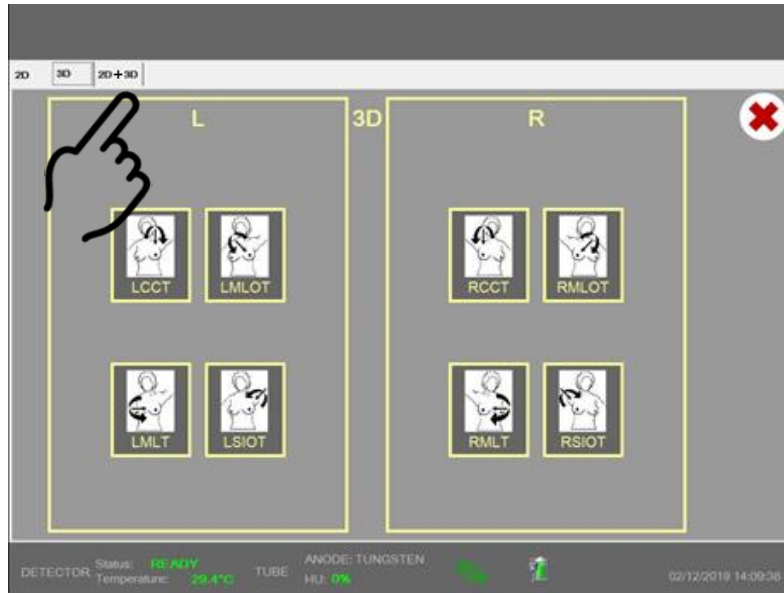 2D 3D 2D+3D
L 3D R
LCCT LMLOT RCCT RMLOT
LMLT LSIOT RMLT RSIOT
DETECTOR Status: READY TUBE ANODE: TUNGSTEN
Temperature: 29.4°C HU: 0%
02/12/2019 14:09:38